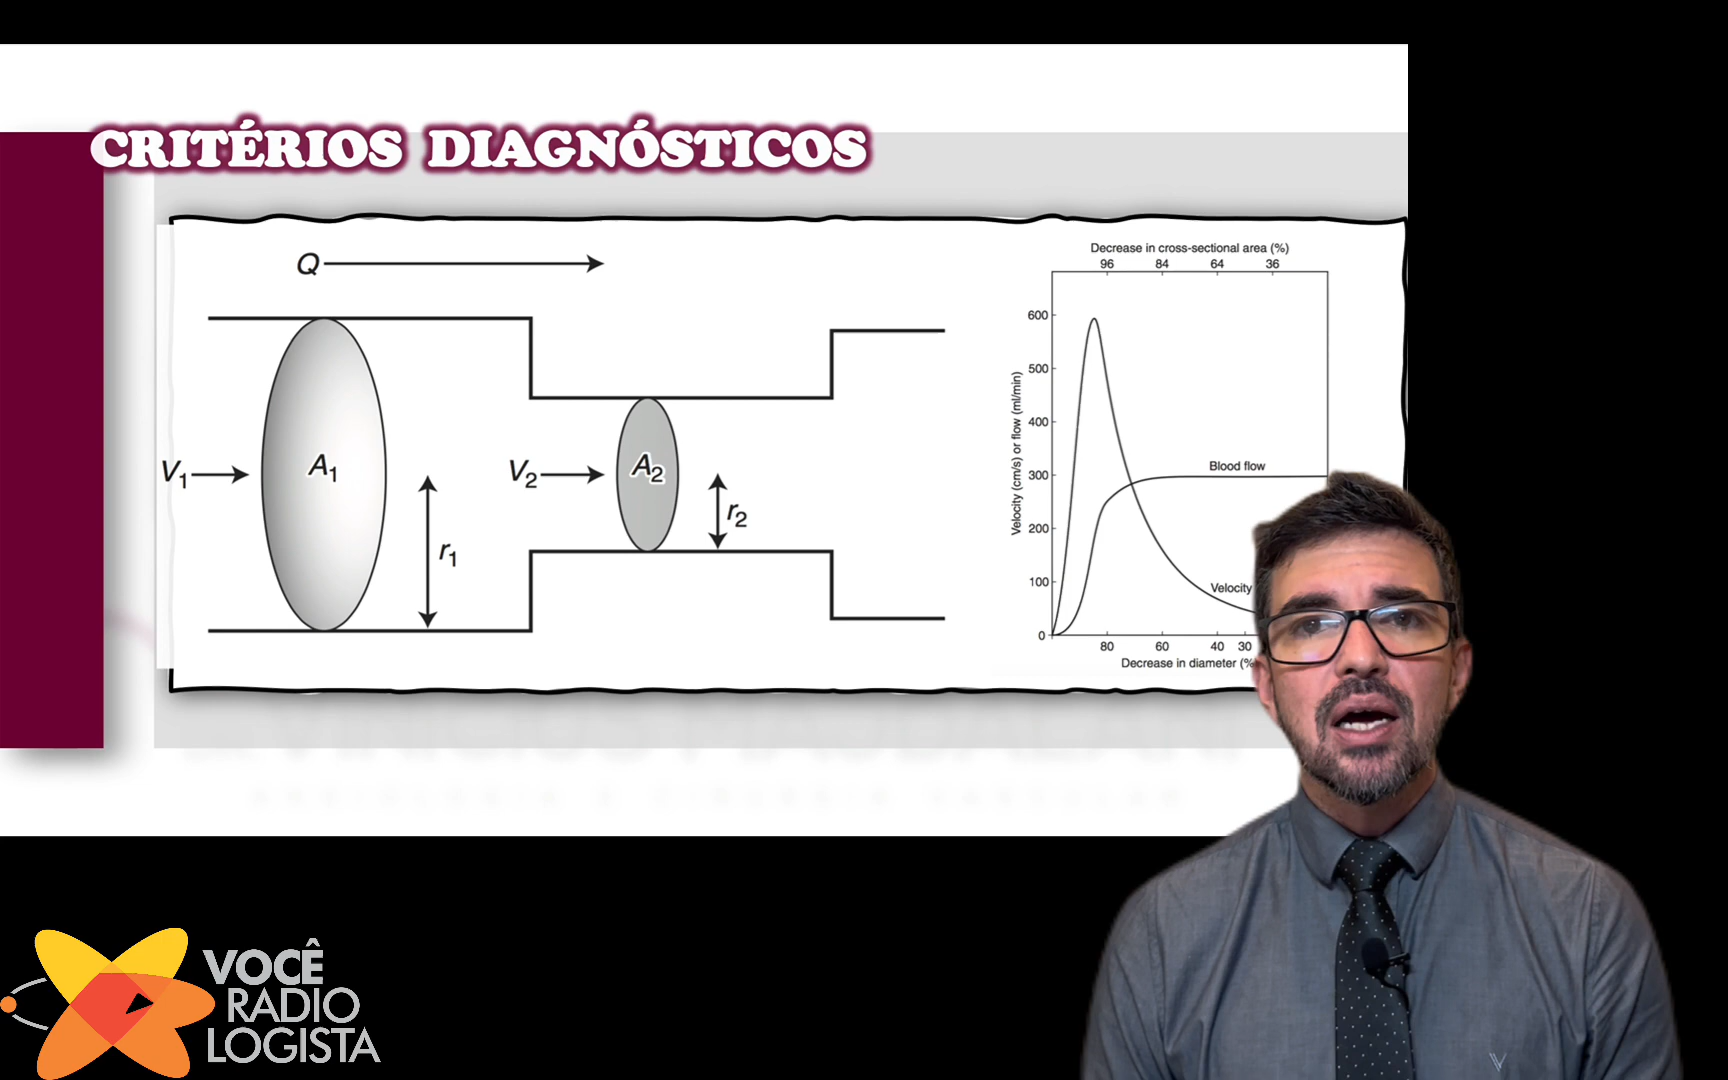 CRITÉRIOS DIAGNÓSTICOS
Q
V1
A1
r1
V2
A2
r2
Decrease in cross-sectional area (%)
96 84 64 36
Velocity (cm/s) or flow (ml/min)
600
500
400
300
200
100
0
Blood flow
Velocity
80 60 40 30
Decrease in diameter (%
VOCÊ
RADIO
LOGISTA